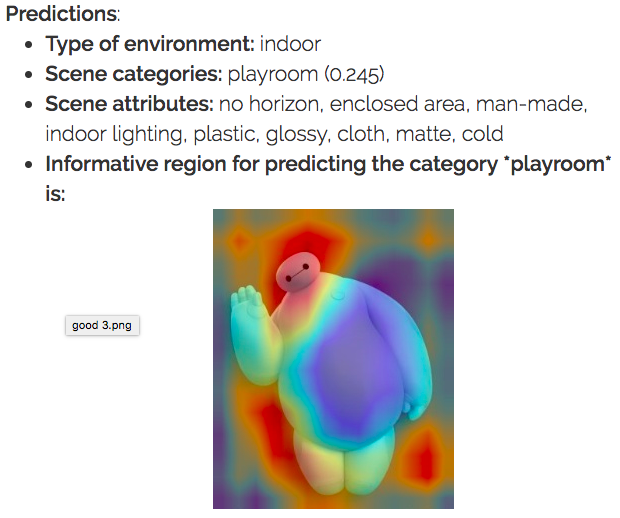 Predictions:
• Type of environment: indoor
• Scene categories: playroom (0.245)
• Scene attributes: no horizon, enclosed area, man-made,
indoor lighting, plastic, glossy, cloth, matte, cold
• Informative region for predicting the category *playroom*
is:
good 3.png